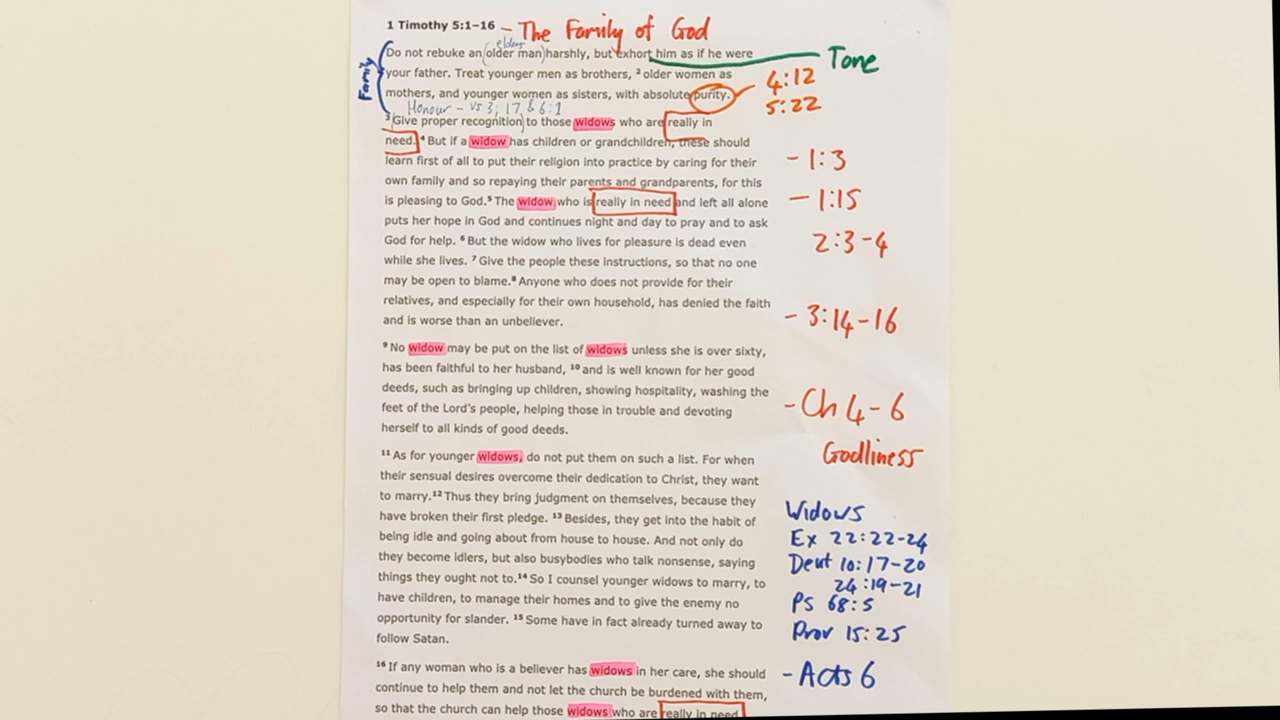 1 Timothy 5:1–16 – The Family of God
elders
Do not rebuke an older man harshly, but exhort him as if he were
Tone
Family
your father. Treat younger men as brothers, ² older women as
4:12
mothers, and younger women as sisters, with absolute purity.
5:22
Honour – vs 3; 17 & 6:1
³ Give proper recognition to those widows who are really in
need. ⁴ But if a widow has children or grandchildren, these should
- 1:3
learn first of all to put their religion into practice by caring for their
own family and so repaying their parents and grandparents, for this
is pleasing to God.⁵ The widow who is really in need and left all alone
- 1:15
puts her hope in God and continues night and day to pray and to ask
God for help. ⁶ But the widow who lives for pleasure is dead even
2:3-4
while she lives. ⁷ Give the people these instructions, so that no one
may be open to blame.⁸ Anyone who does not provide for their
relatives, and especially for their own household, has denied the faith
and is worse than an unbeliever.
- 3:14-16
⁹ No widow may be put on the list of widows unless she is over sixty,
has been faithful to her husband, ¹⁰ and is well known for her good
deeds, such as bringing up children, showing hospitality, washing the
feet of the Lord's people, helping those in trouble and devoting
- Ch 4-6
herself to all kinds of good deeds.
Godliness
¹¹ As for younger widows, do not put them on such a list. For when
their sensual desires overcome their dedication to Christ, they want
to marry.¹² Thus they bring judgment on themselves, because they
have broken their first pledge. ¹³ Besides, they get into the habit of
being idle and going about from house to house. And not only do
they become idlers, but also busybodies who talk nonsense, saying
things they ought not to.¹⁴ So I counsel younger widows to marry, to
have children, to manage their homes and to give the enemy no
opportunity for slander. ¹⁵ Some have in fact already turned away to
follow Satan.
Widows
Ex 22:22-24
Deut 10:17-20
24:19-21
Ps 68:5
Prov 15:25
- Acts 6
¹⁶ If any woman who is a believer has widows in her care, she should
continue to help them and not let the church be burdened with them,
so that the church can help those widows who are really in need.